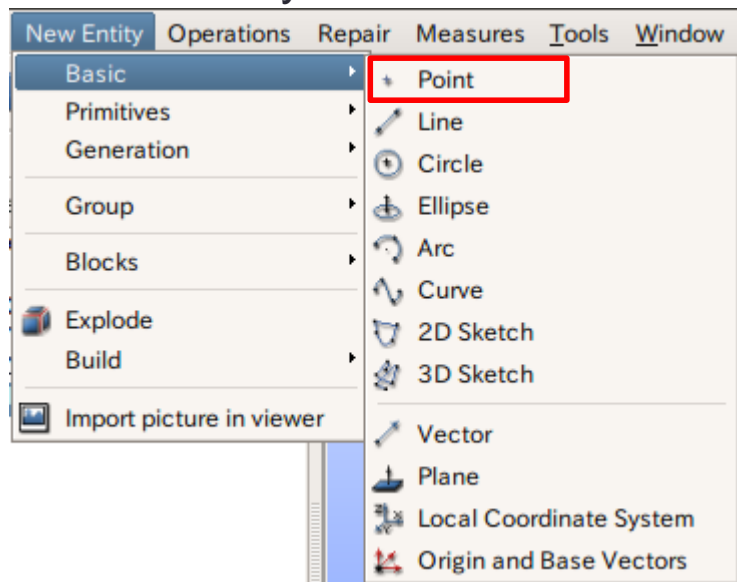 New Entity Operations Repair Measures Tools Window
Basic
Primitives
Generation
Group
Blocks
Explode
Build
Import picture in viewer
Point
Line
Circle
Ellipse
Arc
Curve
2D Sketch
3D Sketch
Vector
Plane
Local Coordinate System
Origin and Base Vectors